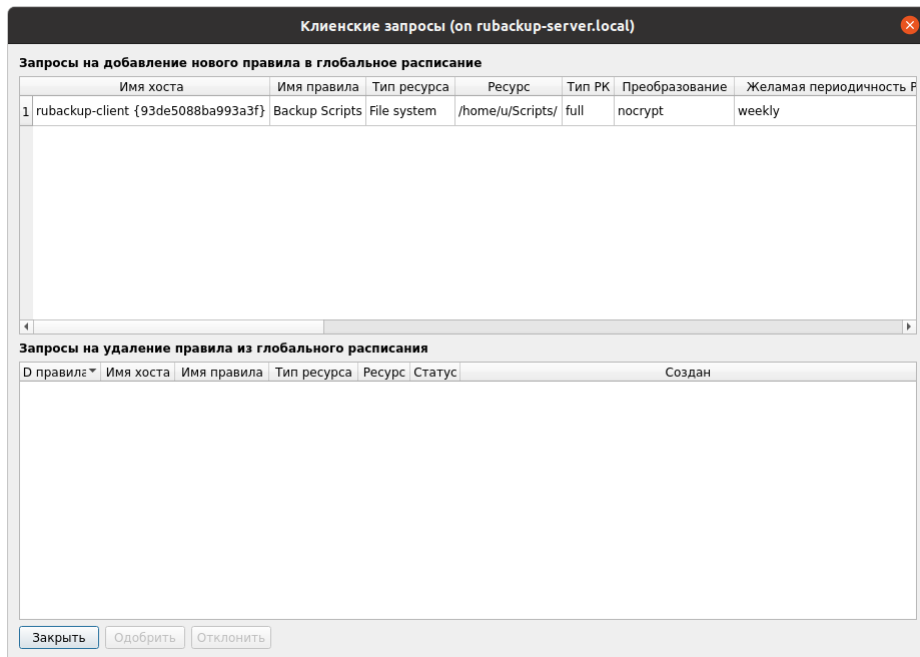 Клиенские запросы (on rubackup-server.local)
Запросы на добавление нового правила в глобальное расписание
Имя хоста Имя правила Тип ресурса Ресурс Тип РК Преобразование Желамая периодичность Р
1 rubackup-client {93de5088ba993a3f} Backup Scripts File system /home/u/Scripts/ full nocrypt weekly
Запросы на удаление правила из глобального расписания
D правила Имя хоста Имя правила Тип ресурса Ресурс Статус Создан
Закрыть Одобрить Отклонить